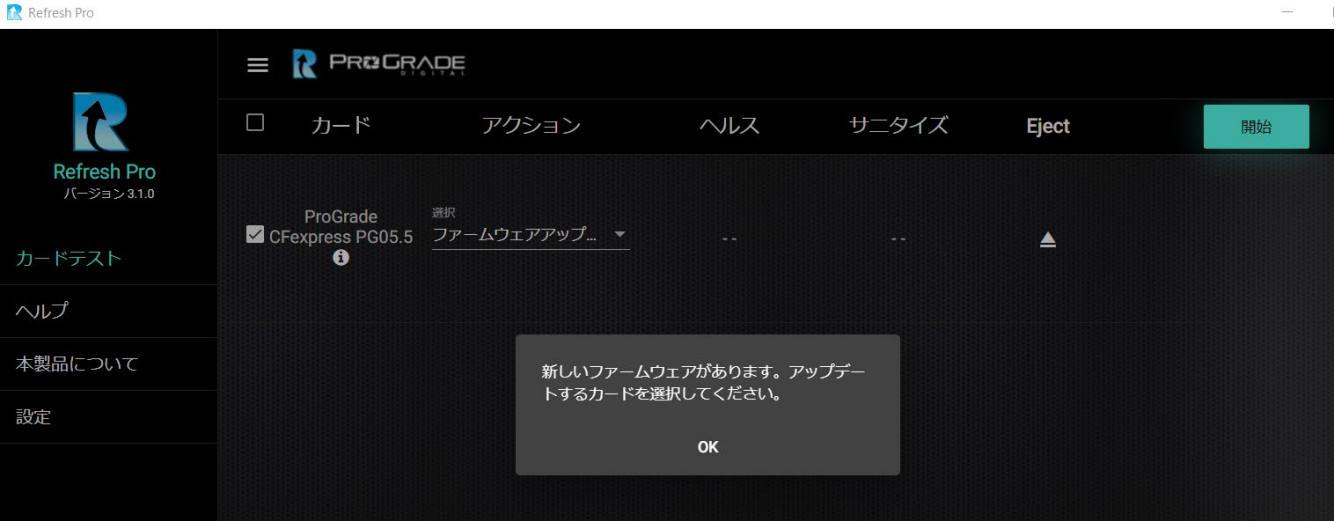 Refresh Pro
PROGRADE
DIGITAL
カード アクション ヘルス サニタイズ Eject 開始
Refresh Pro
バージョン 3.1.0
ProGrade
CFexpress PG05.5
選択
ファームウェアアップ...
--
--
カードテスト
ヘルプ
本製品について
設定
新しいファームウェアがあります。アップデー
トするカードを選択してください。
OK